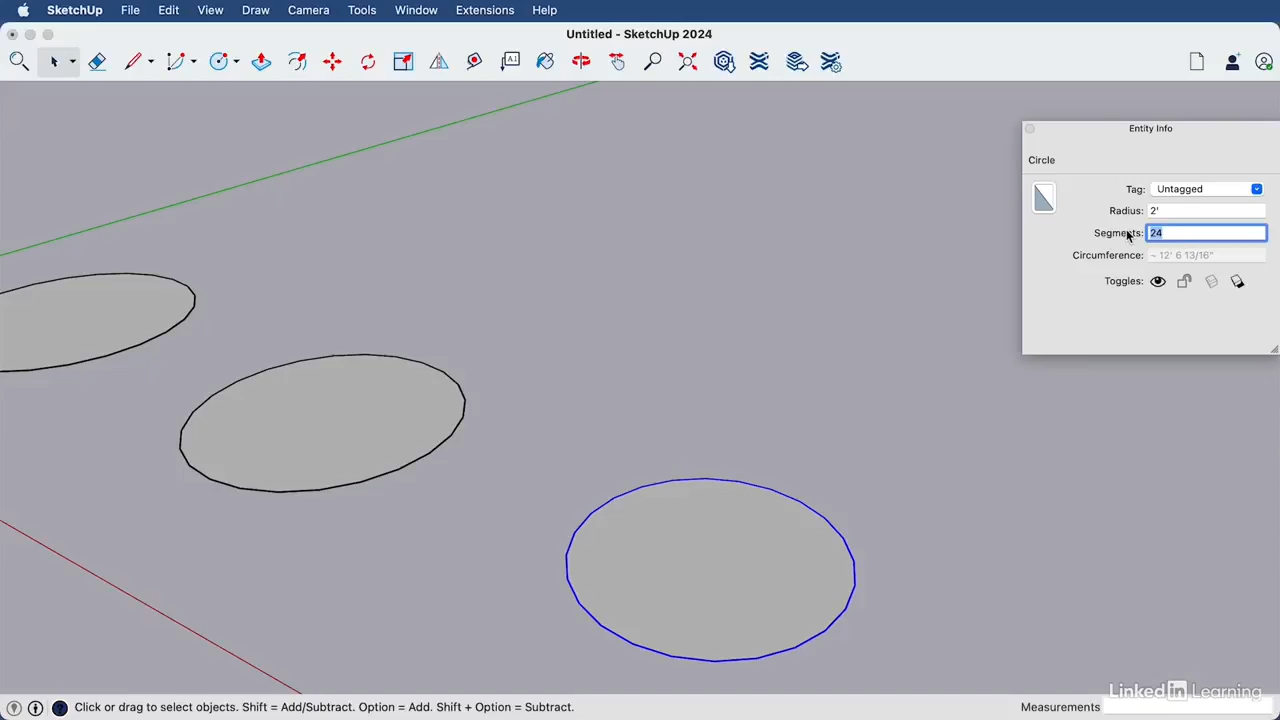 SketchUp File Edit View Draw Camera Tools Window Extensions Help
Untitled - SketchUp 2024
A1
Entity Info
Circle
Tag: Untagged
Radius: 2'
Segments: 24
Circumference: ~ 12' 6 13/16"
Toggles:
LinkedIn Learning
? Click or drag to select objects. Shift = Add/Subtract. Option = Add. Shift + Option = Subtract. Measurements